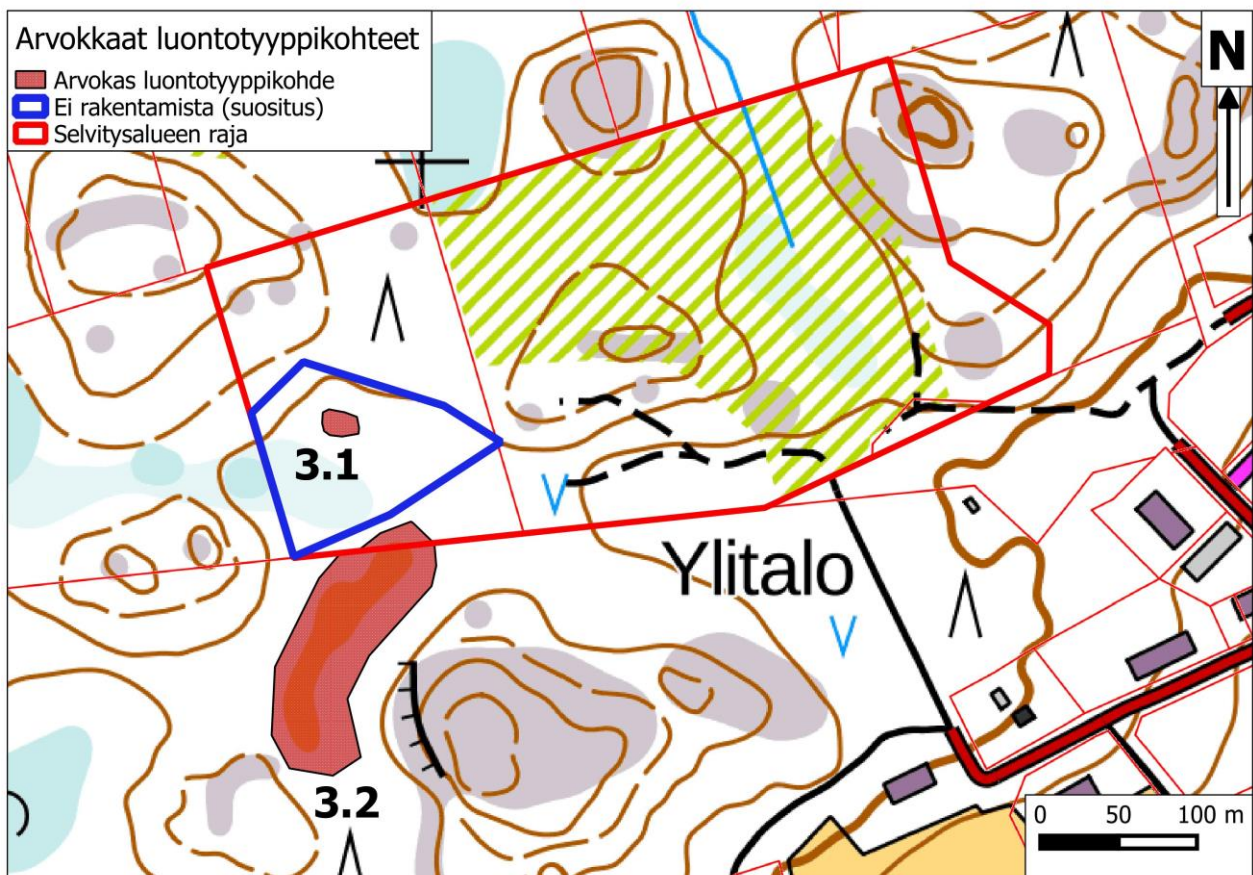 Arvokkaat luontotyyppikohteet
Arvokas luontotyyppikohde
Ei rakentamista (suositus)
Selvitysalueen raja
N
3.1
Ylitalo
3.2
0 50 100 m